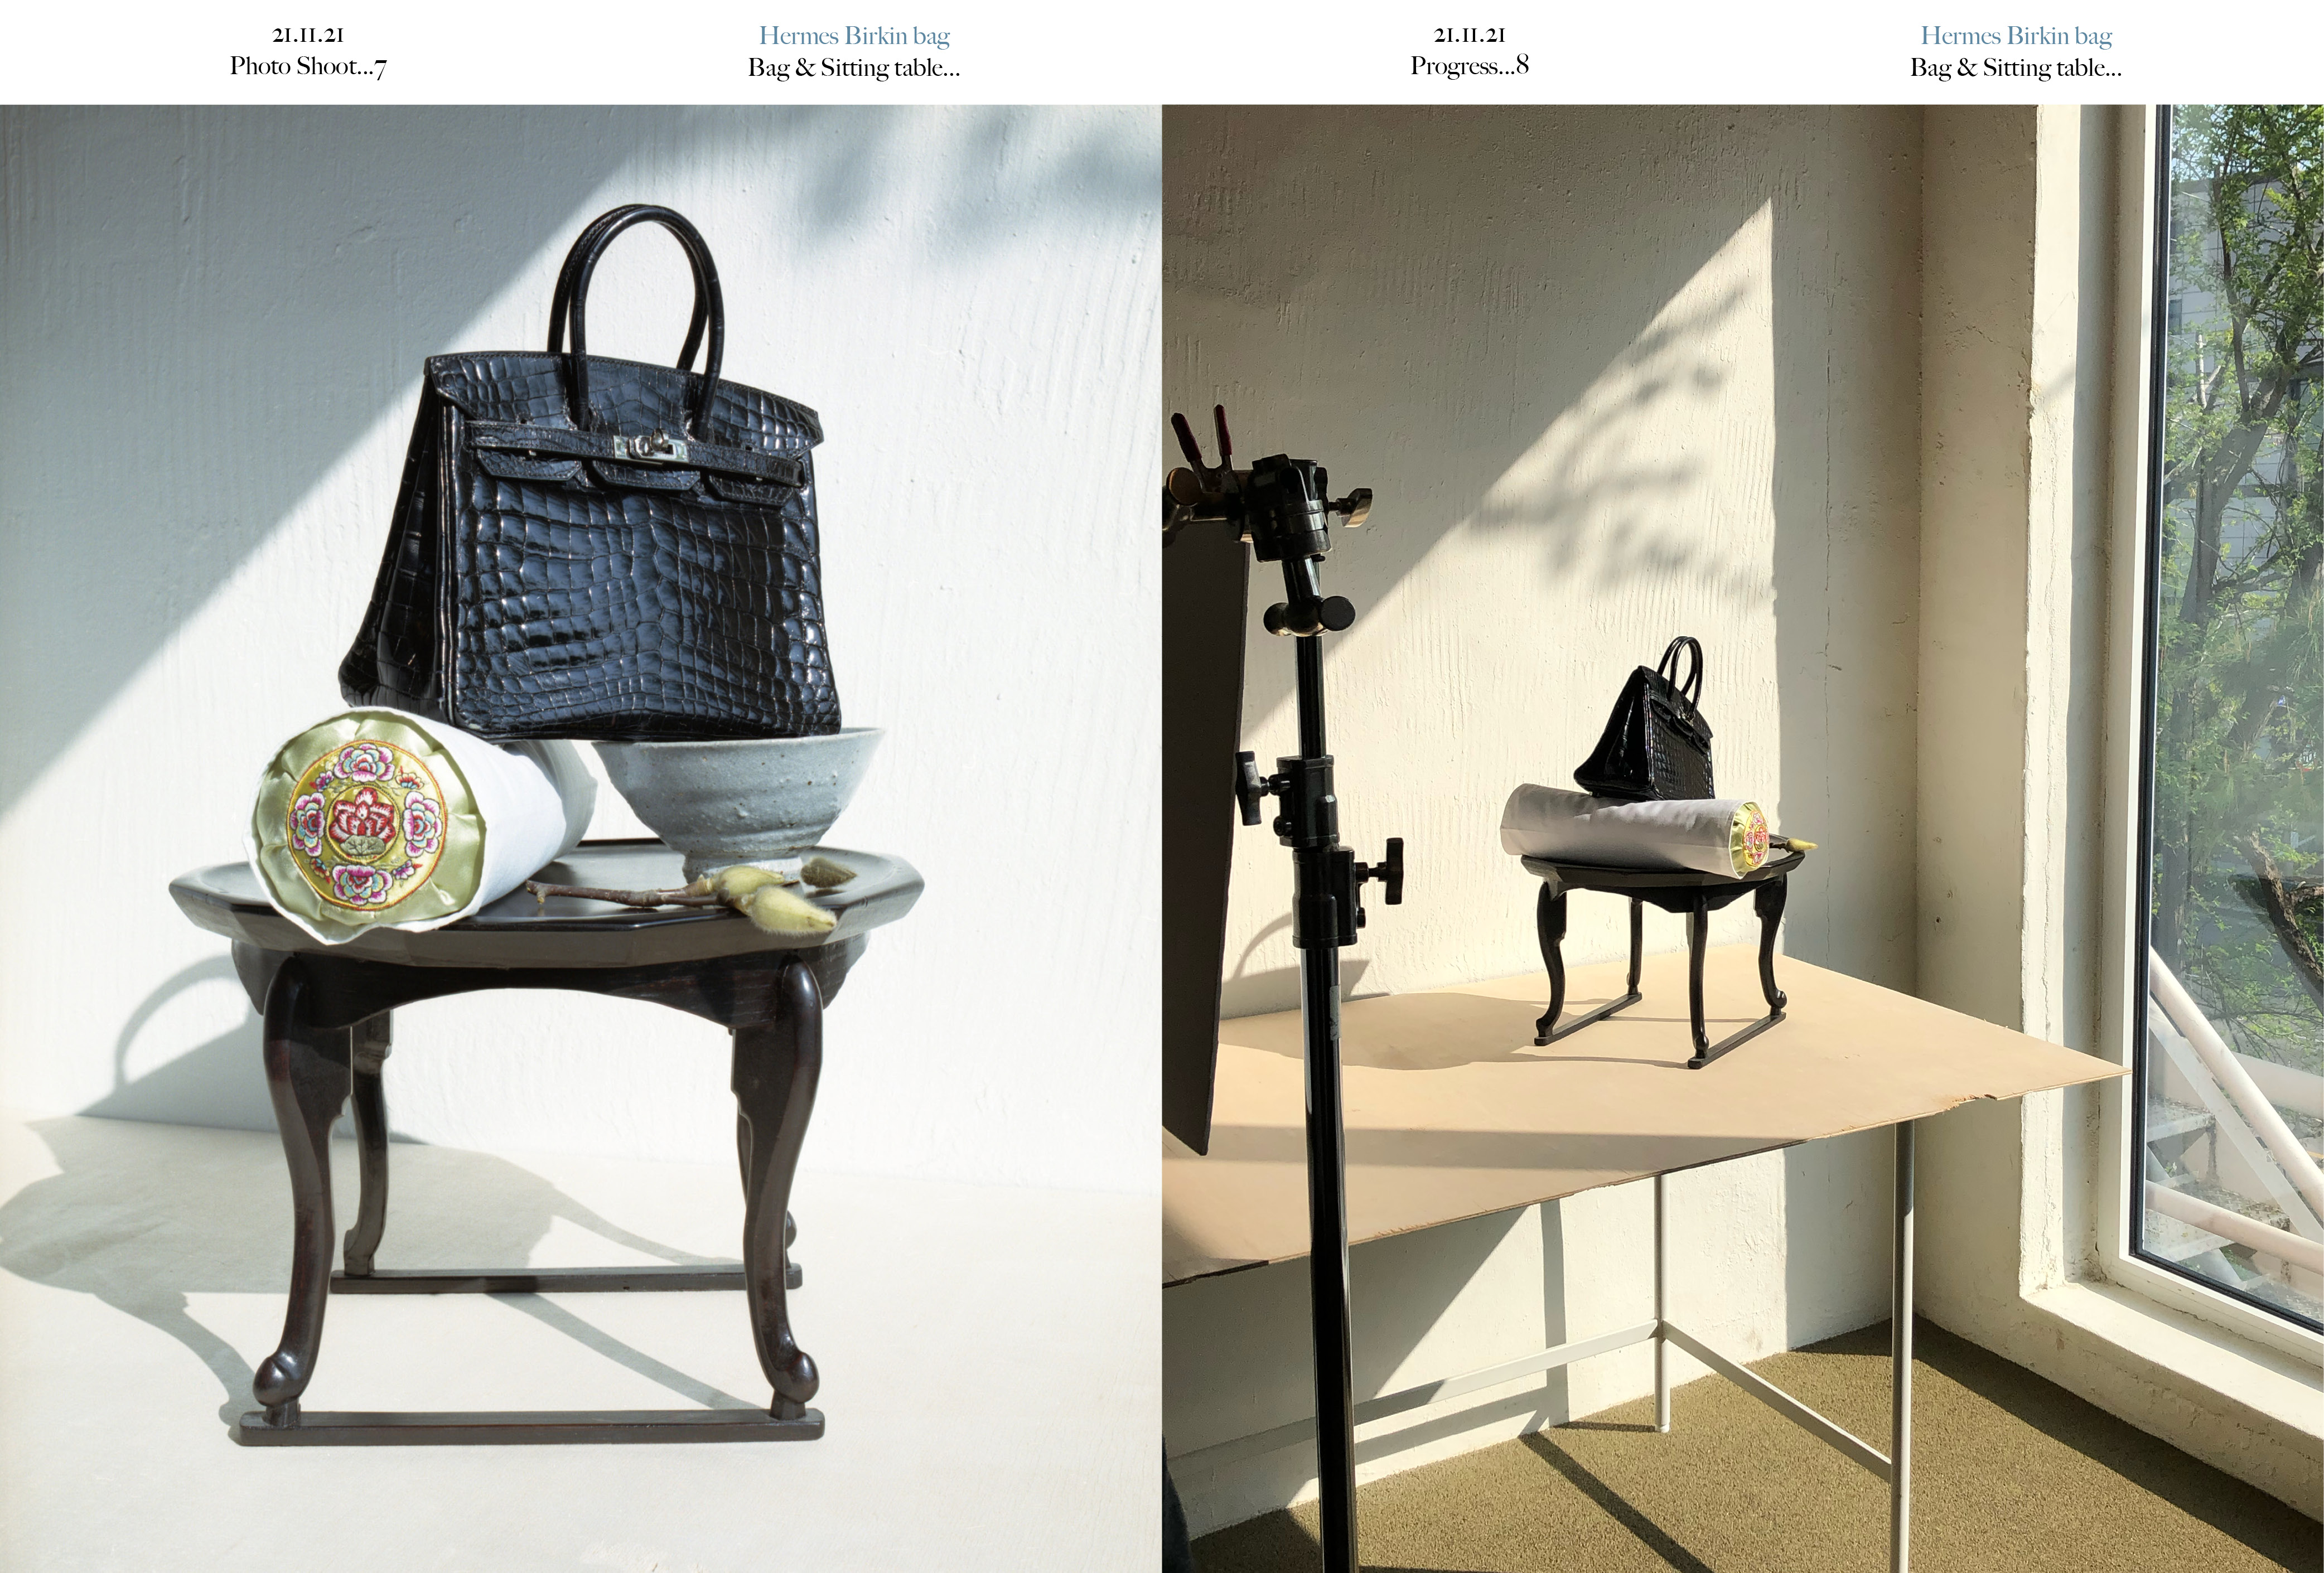 21.11.21
Photo Shoot...7
Hermes Birkin bag
Bag & Sitting table...
21.11.21
Progress...8
Hermes Birkin bag
Bag & Sitting table...